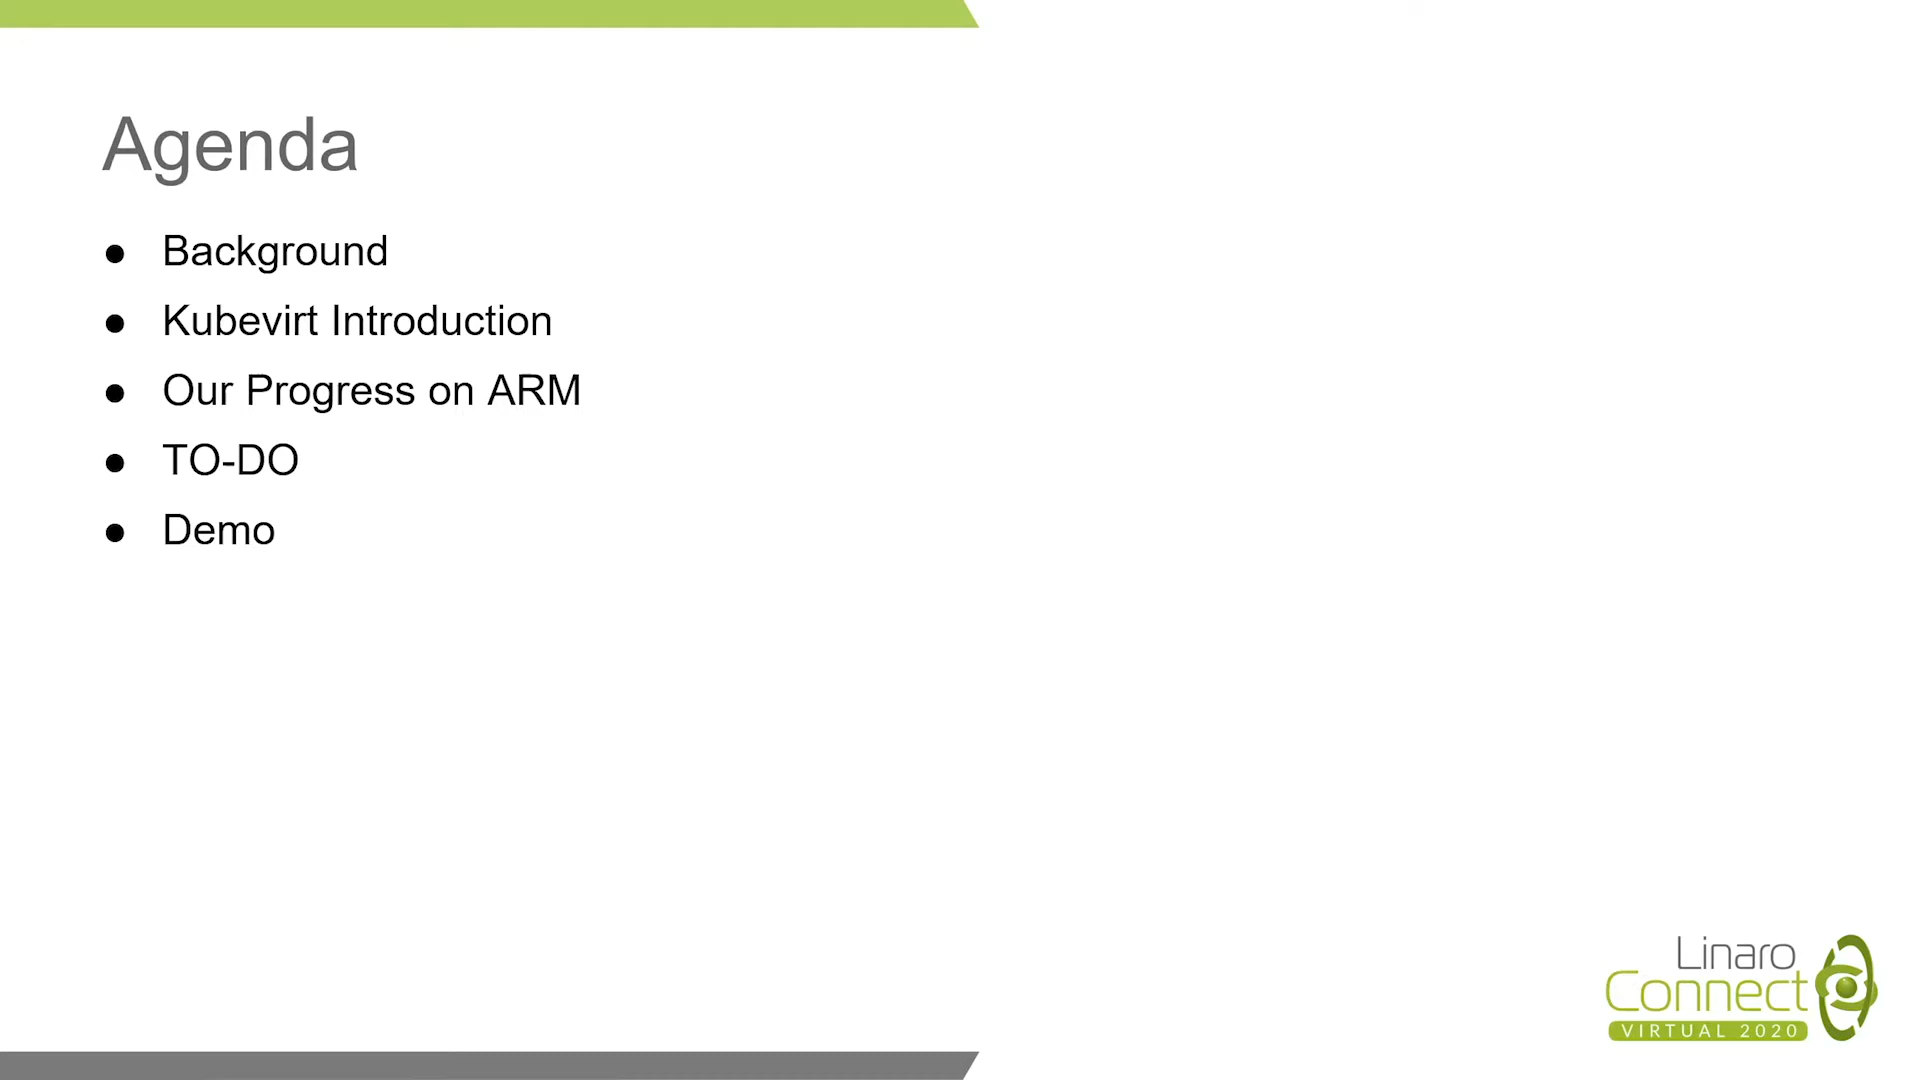 Agenda
● Background
● Kubevirt Introduction
● Our Progress on ARM
● TO-DO
● Demo
Linaro
Connect
VIRTUAL 2020